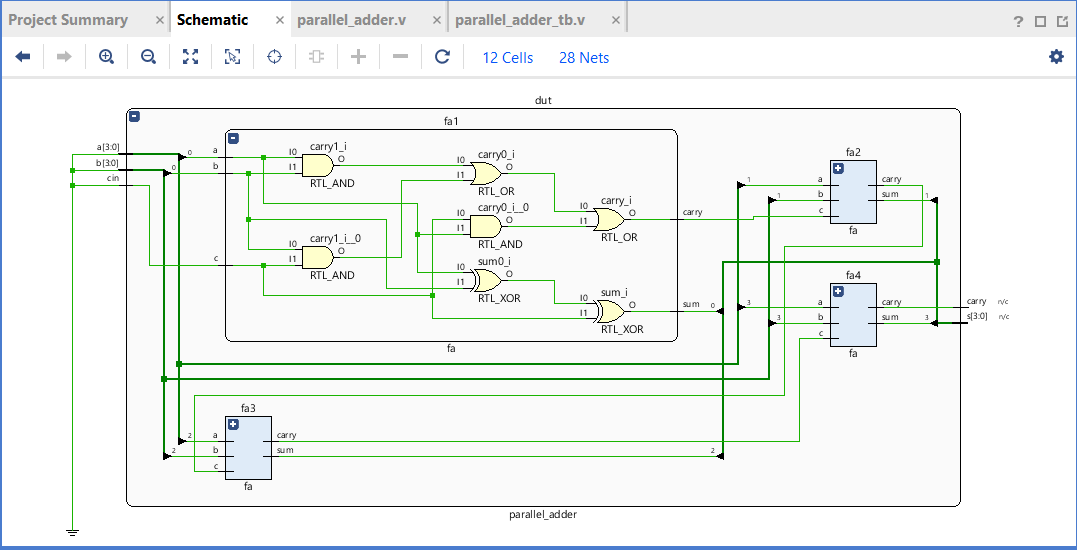 Project Summary × Schematic × parallel_adder.v × parallel_adder_tb.v × ?
12 Cells 28 Nets
dut
fa1
a[3:0] 0 a
b[3:0] 0 b
cin
c
I0 carry1_i
I1 O
RTL_AND
I0 carry0_i
I1 O
RTL_OR
I0 carry0_i__0
I1 O
RTL_AND
I0 carry_i
I1 O
RTL_OR
carry
I0 carry1_i__0
I1 O
RTL_AND
I0 sum0_i
I1 O
RTL_XOR
I0 sum_i
I1 O
RTL_XOR
sum 0
fa
fa2
1 a carry
1 b sum 1
c
fa
fa4
3 a carry
3 b sum 3
c
fa
carry n/c
s[3:0] n/c
fa3
2 a carry
2 b sum 2
c
fa
parallel_adder